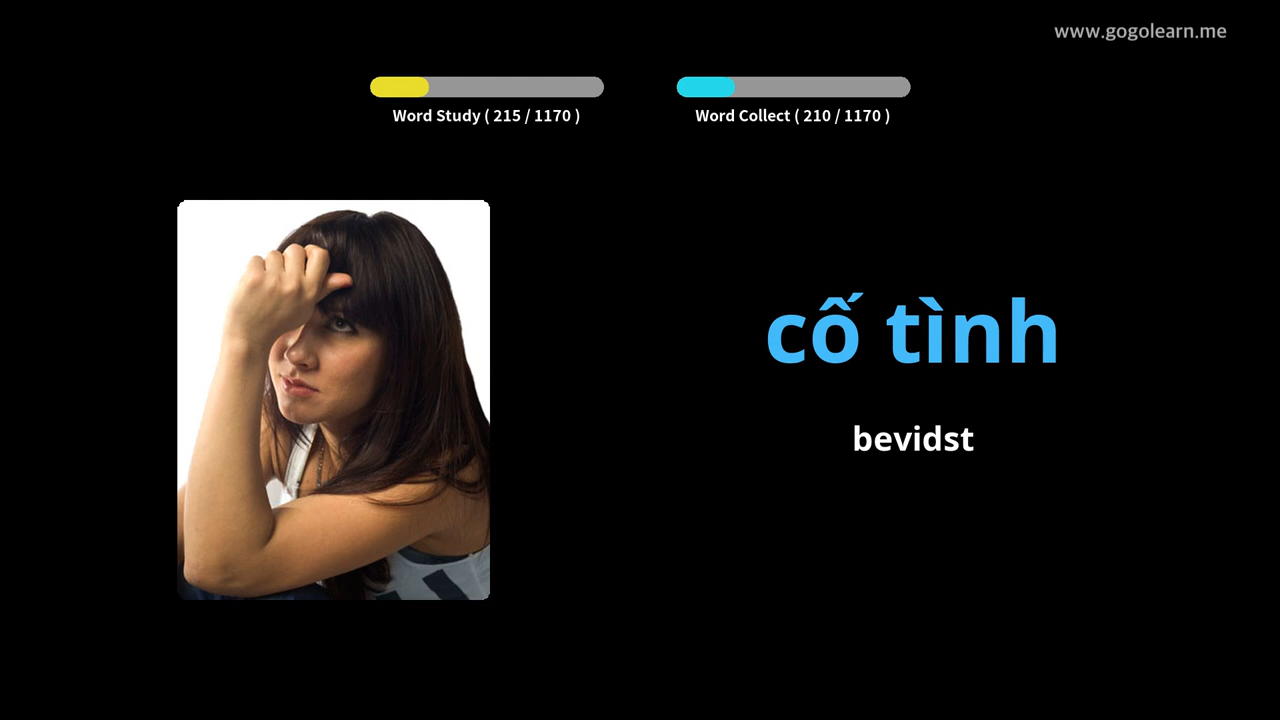 www.gogolearn.me
Word Study ( 215 / 1170 )
Word Collect ( 210 / 1170 )
cố tình
bevidst